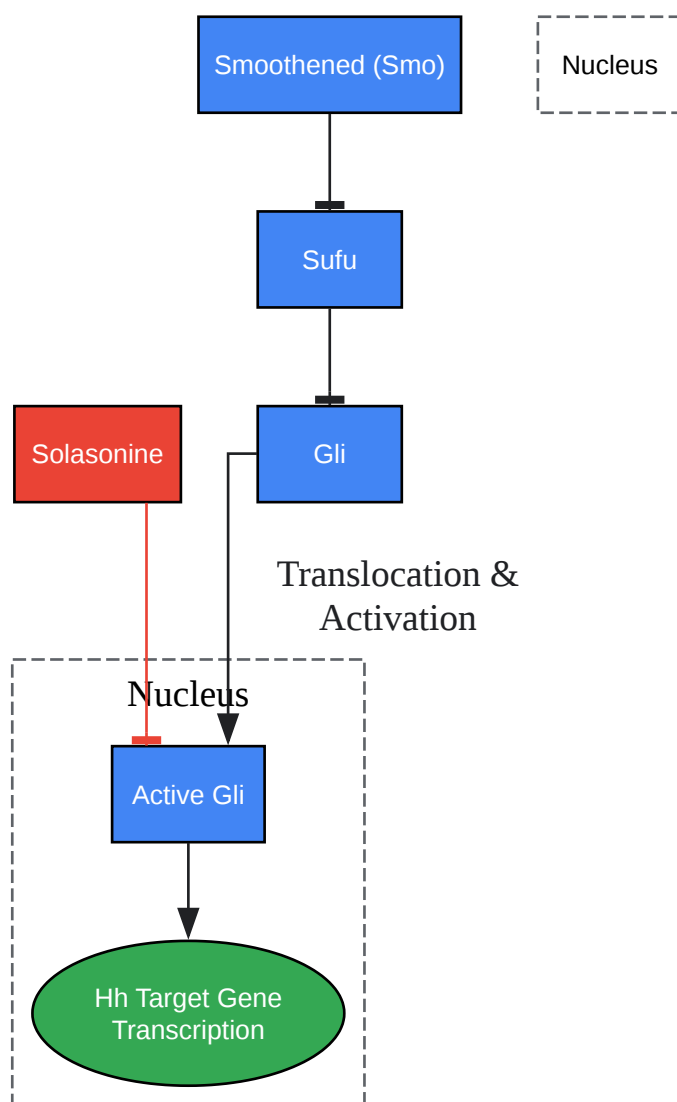 Smoothened (Smo)
Nucleus
Sufu
Solasonine
Gli
Translocation &
Activation
Nucleus
Active Gli
Hh Target Gene
Transcription